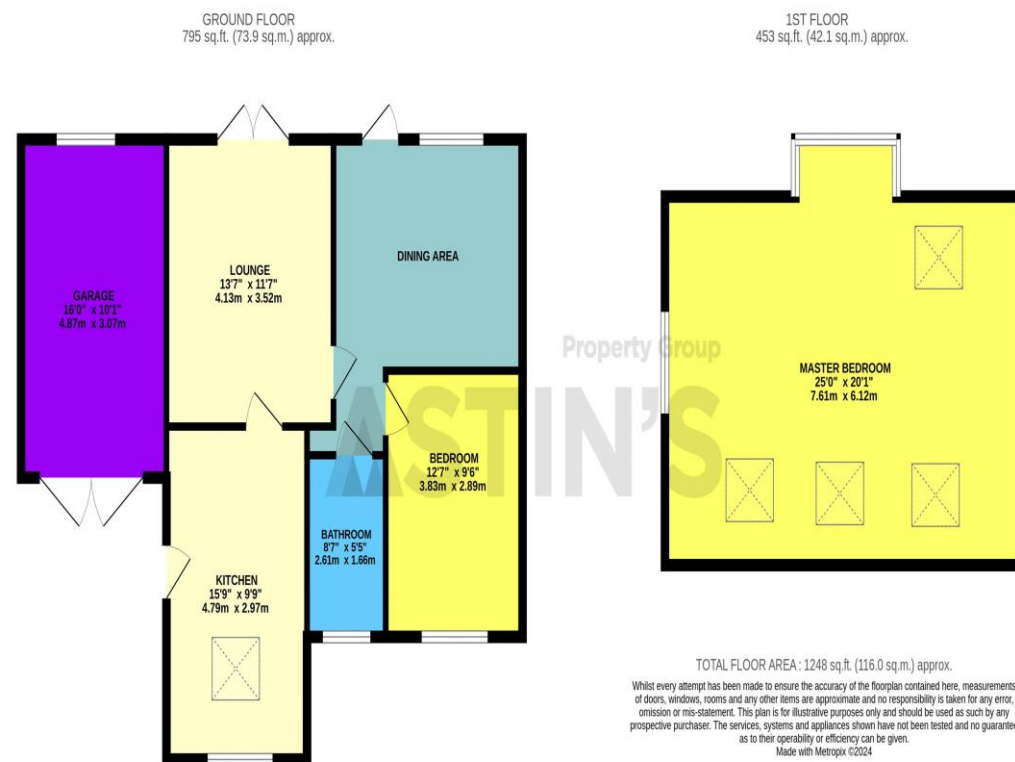 GROUND FLOOR
795 sq.ft. (73.9 sq.m.) approx.
1ST FLOOR
453 sq.ft. (42.1 sq.m.) approx.
GARAGE
16'0" x 10'1"
4.87m x 3.07m
LOUNGE
13'7" x 11'7"
4.13m x 3.52m
DINING AREA
KITCHEN
15'9" x 9'9"
4.79m x 2.97m
BATHROOM
8'7" x 5'5"
2.61m x 1.66m
BEDROOM
12'7" x 9'6"
3.83m x 2.89m
MASTER BEDROOM
25'0" x 20'1"
7.61m x 6.12m
Property Group
ASTIN'S
TOTAL FLOOR AREA : 1248 sq.ft. (116.0 sq.m.) approx.
Whilst every attempt has been made to ensure the accuracy of the floorplan contained here, measurements
of doors, windows, rooms and any other items are approximate and no responsibility is taken for any error,
omission or mis-statement. This plan is for illustrative purposes only and should be used as such by any
prospective purchaser. The services, systems and appliances shown have not been tested and no guarantee
as to their operability or efficiency can be given.
Made with Metropix ©2024